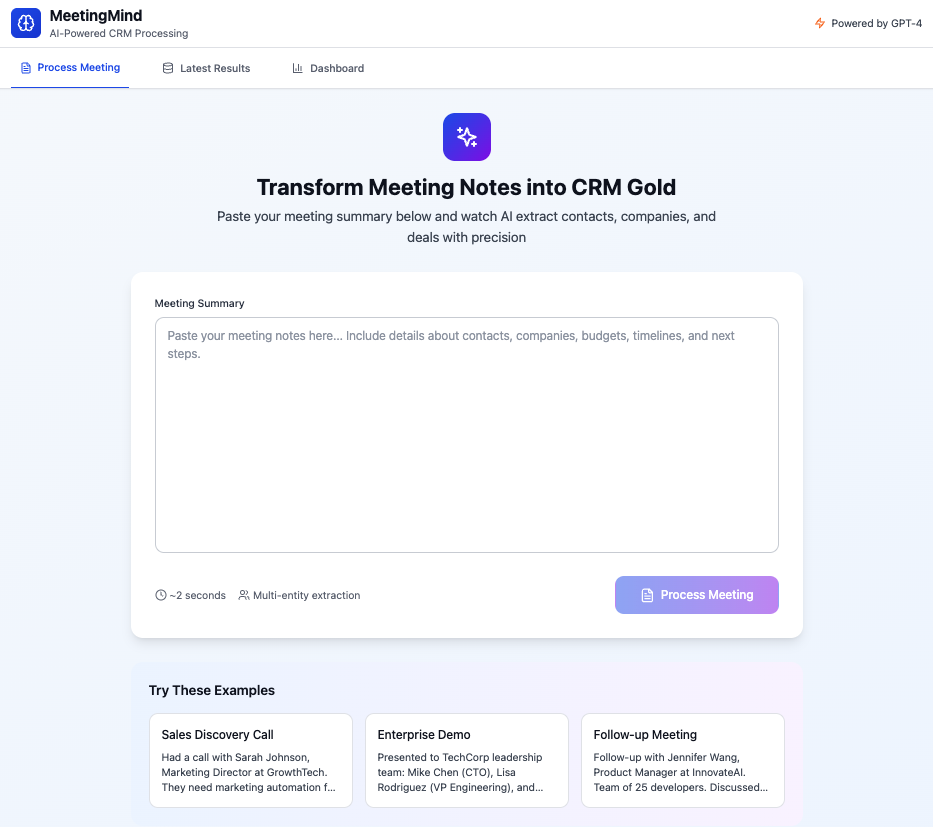 MeetingMind
AI-Powered CRM Processing
Powered by GPT-4
Process Meeting
Latest Results
Dashboard
Transform Meeting Notes into CRM Gold
Paste your meeting summary below and watch AI extract contacts, companies, and
deals with precision
Meeting Summary
Paste your meeting notes here... Include details about contacts, companies, budgets, timelines, and next
steps.
~2 seconds
Multi-entity extraction
Process Meeting
Try These Examples
Sales Discovery Call
Had a call with Sarah Johnson,
Marketing Director at GrowthTech.
They need marketing automation f...
Enterprise Demo
Presented to TechCorp leadership
team: Mike Chen (CTO), Lisa
Rodriguez (VP Engineering), and...
Follow-up Meeting
Follow-up with Jennifer Wang,
Product Manager at InnovateAI.
Team of 25 developers. Discussed...